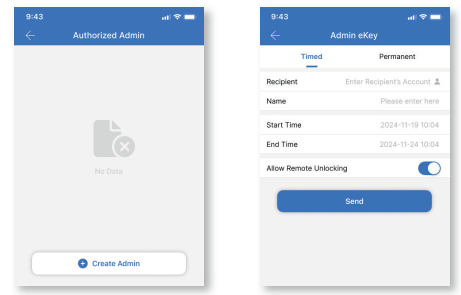 9:43
Authorized Admin
No Data
Create Admin
9:43
Admin eKey
Timed Permanent
Recipient Enter Recipient's Account
Name Please enter here
Start Time 2024-11-19 10:04
End Time 2024-11-24 10:04
Allow Remote Unlocking
Send